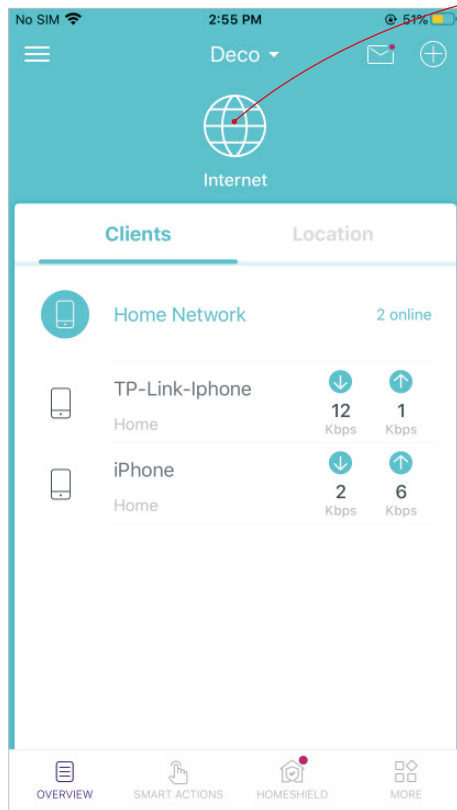 No SIM 2:55 PM 51%
Deco
Internet
Clients Location
Home Network 2 online
TP-Link-Iphone
Home
12 1
Kbps Kbps
iPhone
Home
2 6
Kbps Kbps
OVERVIEW SMART ACTIONS HOMESHIELD MORE